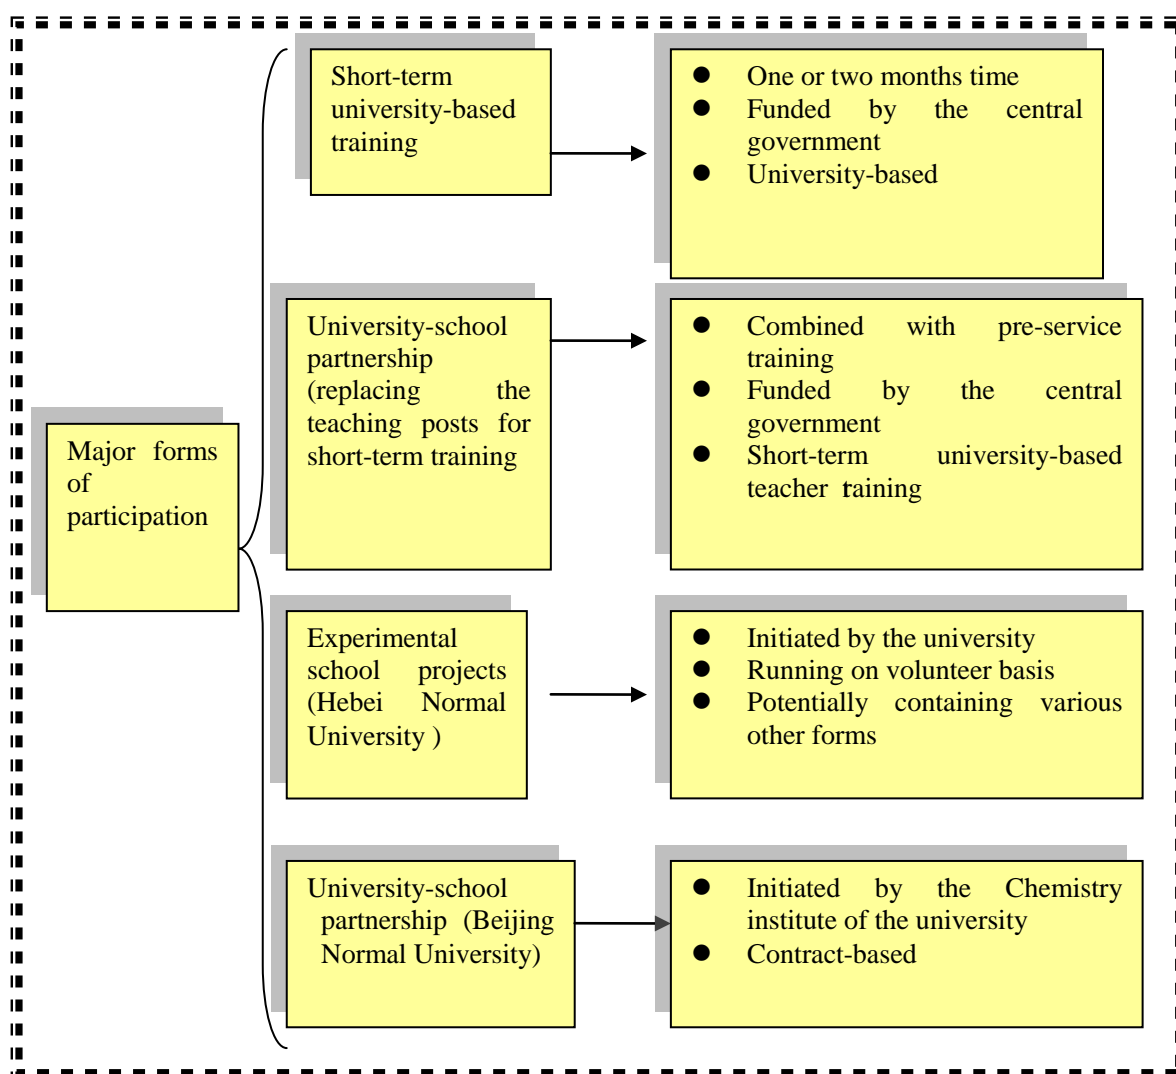 Short-term
university-based
training
● One or two months time
● Funded by the central
government
● University-based
University-school
partnership
(replacing the
teaching posts for
short-term training
● Combined with pre-service
training
● Funded by the central
government
● Short-term university-based
teacher training
Major forms
of
participation
Experimental
school projects
(Hebei Normal
University )
● Initiated by the university
● Running on volunteer basis
● Potentially containing various
other forms
University-school
partnership (Beijing
Normal University)
● Initiated by the Chemistry
institute of the university
● Contract-based